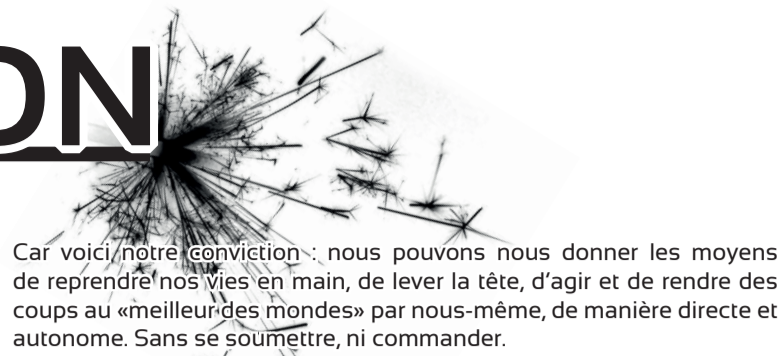 ON
Car voici notre conviction : nous pouvons nous donner les moyens
de reprendre nos vies en main, de lever la tête, d'agir et de rendre des
coups au «meilleur des mondes» par nous-même, de manière directe et
autonome. Sans se soumettre, ni commander.